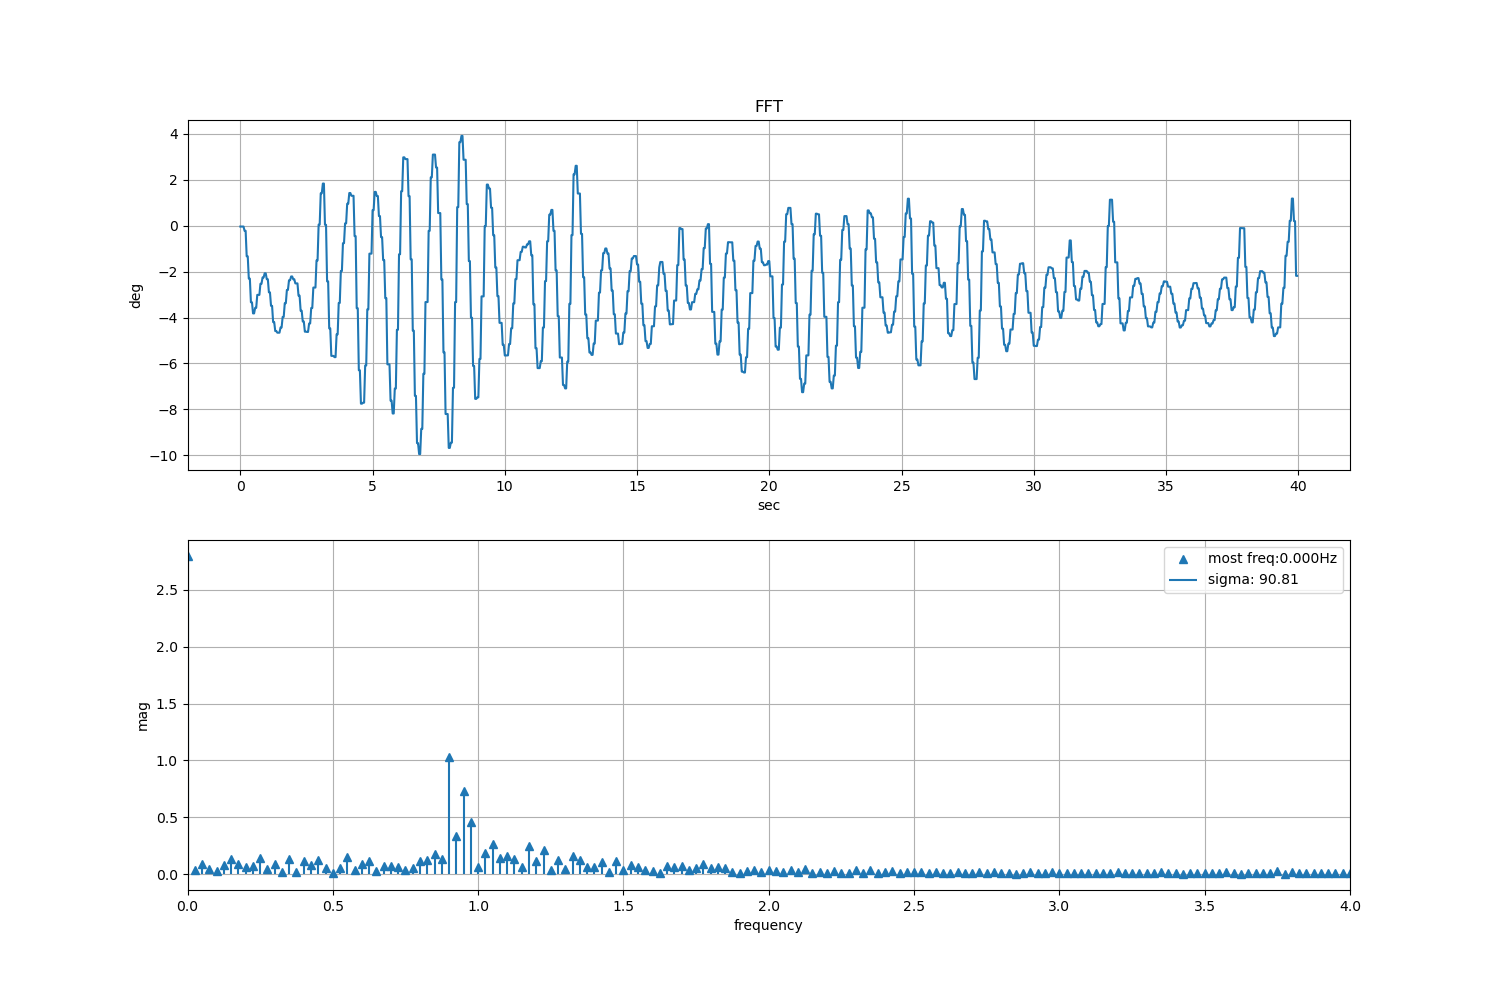 FFT
4
2
0
−2
−4
−6
−8
−10
deg
0 5 10 15 20 25 30 35 40
sec
most freq:0.000Hz
sigma: 90.81
2.5
2.0
1.5
1.0
0.5
0.0
mag
0.0 0.5 1.0 1.5 2.0 2.5 3.0 3.5 4.0
frequency